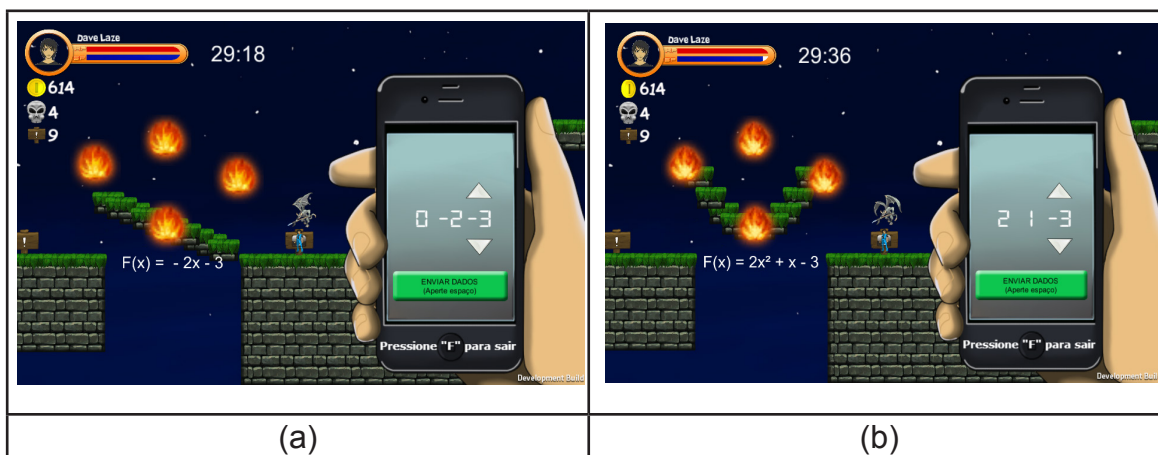 Dave Laze
29:18
614
4
9
0 -2 -3
ENVIAR DADOS
(Aperte espaço)
F(x) = - 2x - 3
Pressione "F" para sair
Development Build
(a)
Dave Laze
29:36
614
4
9
2 1 -3
ENVIAR DADOS
(Aperte espaço)
F(x) = 2x² + x - 3
Pressione "F" para sair
Development Build
(b)